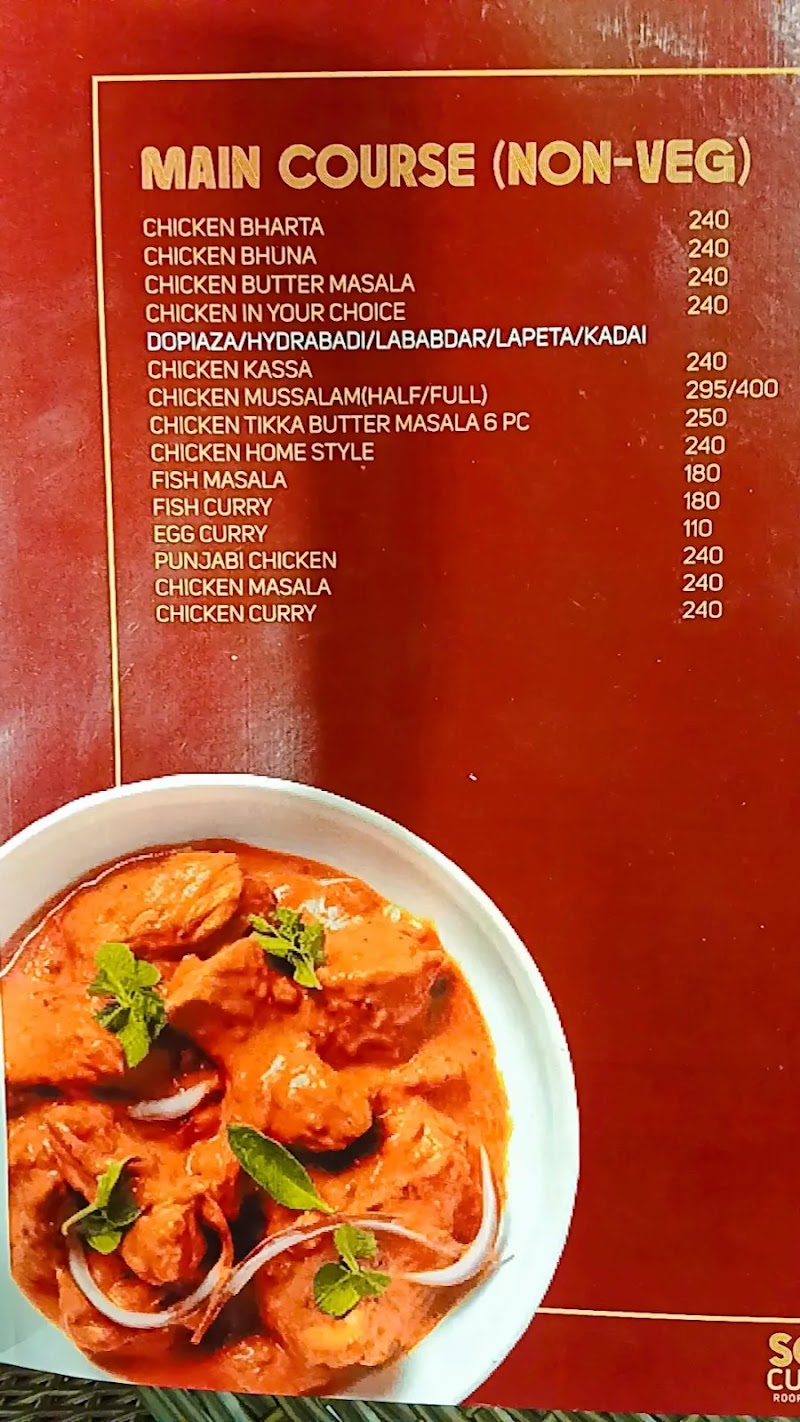 MAIN COURSE (NON-VEG)
CHICKEN BHARTA 240
CHICKEN BHUNA 240
CHICKEN BUTTER MASALA 240
CHICKEN IN YOUR CHOICE 240
DOPIAZA/HYDRABADI/LABABDAR/LAPETA/KADAI
CHICKEN KASSA 240
CHICKEN MUSSALAM(HALF/FULL) 295/400
CHICKEN TIKKA BUTTER MASALA 6 PC 250
CHICKEN HOME STYLE 240
FISH MASALA 180
FISH CURRY 180
EGG CURRY 110
PUNJABI CHICKEN 240
CHICKEN MASALA 240
CHICKEN CURRY 240